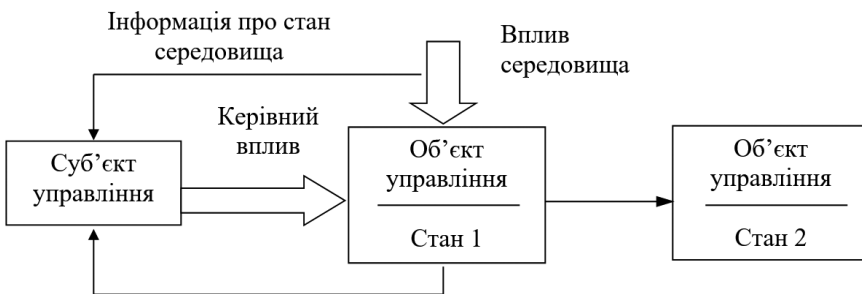 Інформація про стан
середовища
Вплив
середовища
Керівний
вплив
Суб’єкт
управління
Об’єкт
управління
Стан 1
Об’єкт
управління
Стан 2